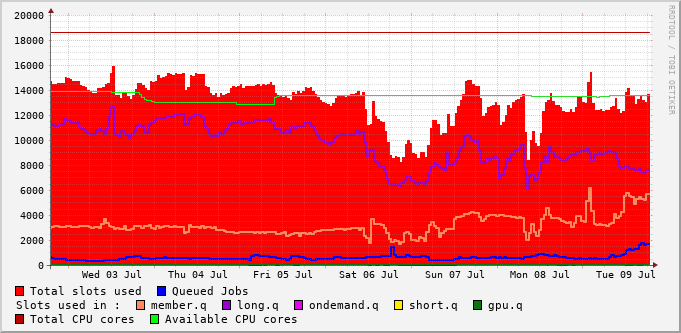 20000
18000
16000
14000
12000
10000
8000
6000
4000
2000
0
Wed 03 Jul Thu 04 Jul Fri 05 Jul Sat 06 Jul Sun 07 Jul Mon 08 Jul Tue 09 Jul
RRDTOOL / TOBI OETIKER
Total slots used Queued Jobs
Slots used in : member.q long.q ondemand.q short.q gpu.q
Total CPU cores Available CPU cores